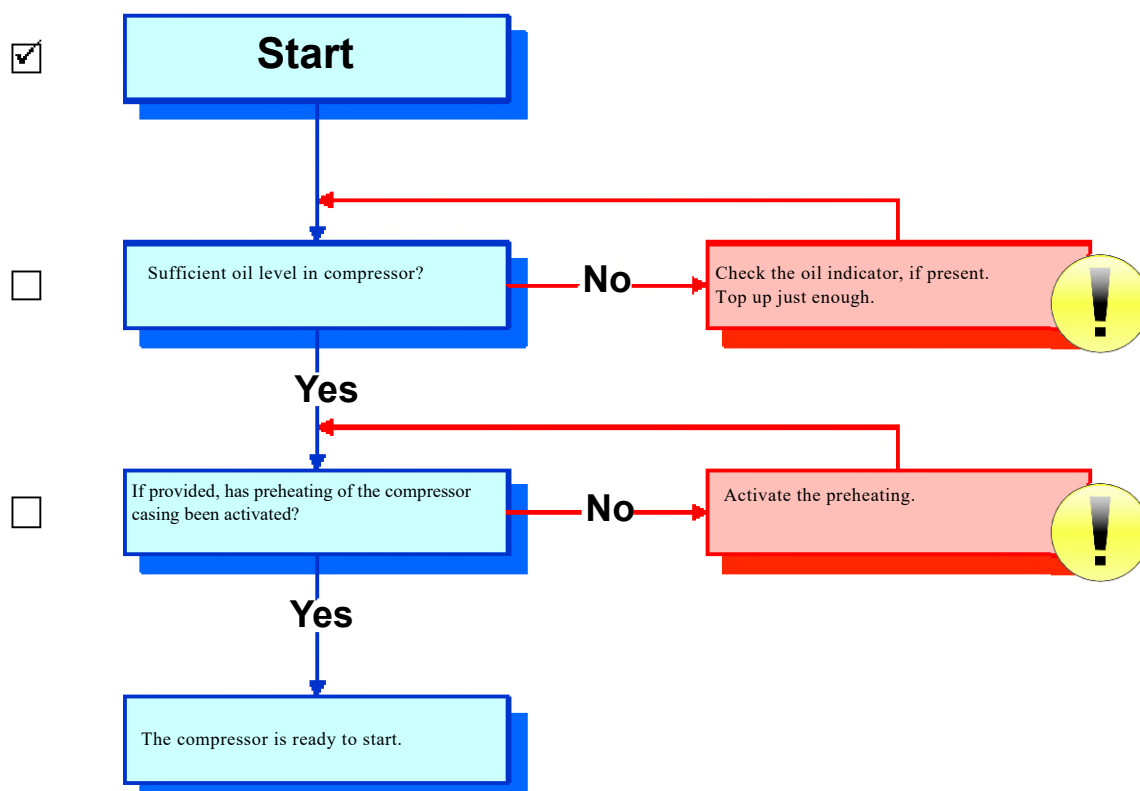 Start
Sufficient oil level in compressor?
No
Check the oil indicator, if present.
Top up just enough.
Yes
If provided, has preheating of the compressor
casing been activated?
No
Activate the preheating.
Yes
The compressor is ready to start.